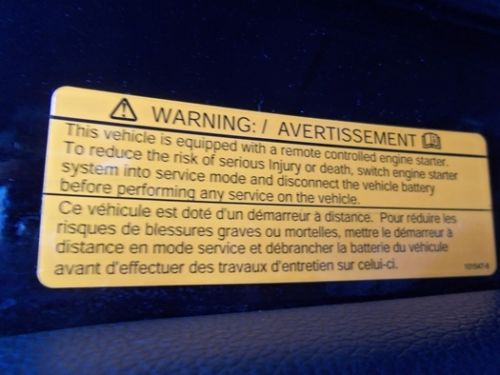 WARNING: / AVERTISSEMENT
This vehicle is equipped with a remote controlled engine starter.
To reduce the risk of serious Injury or death, switch engine starter
system into service mode and disconnect the vehicle battery
before performing any service on the vehicle.
Ce véhicule est doté d'un démarreur à distance. Pour réduire les
risques de blessures graves ou mortelles, mettre le démarreur à
distance en mode service et débrancher la batterie du véhicule
avant d'effectuer des travaux d'entretien sur celui-ci.